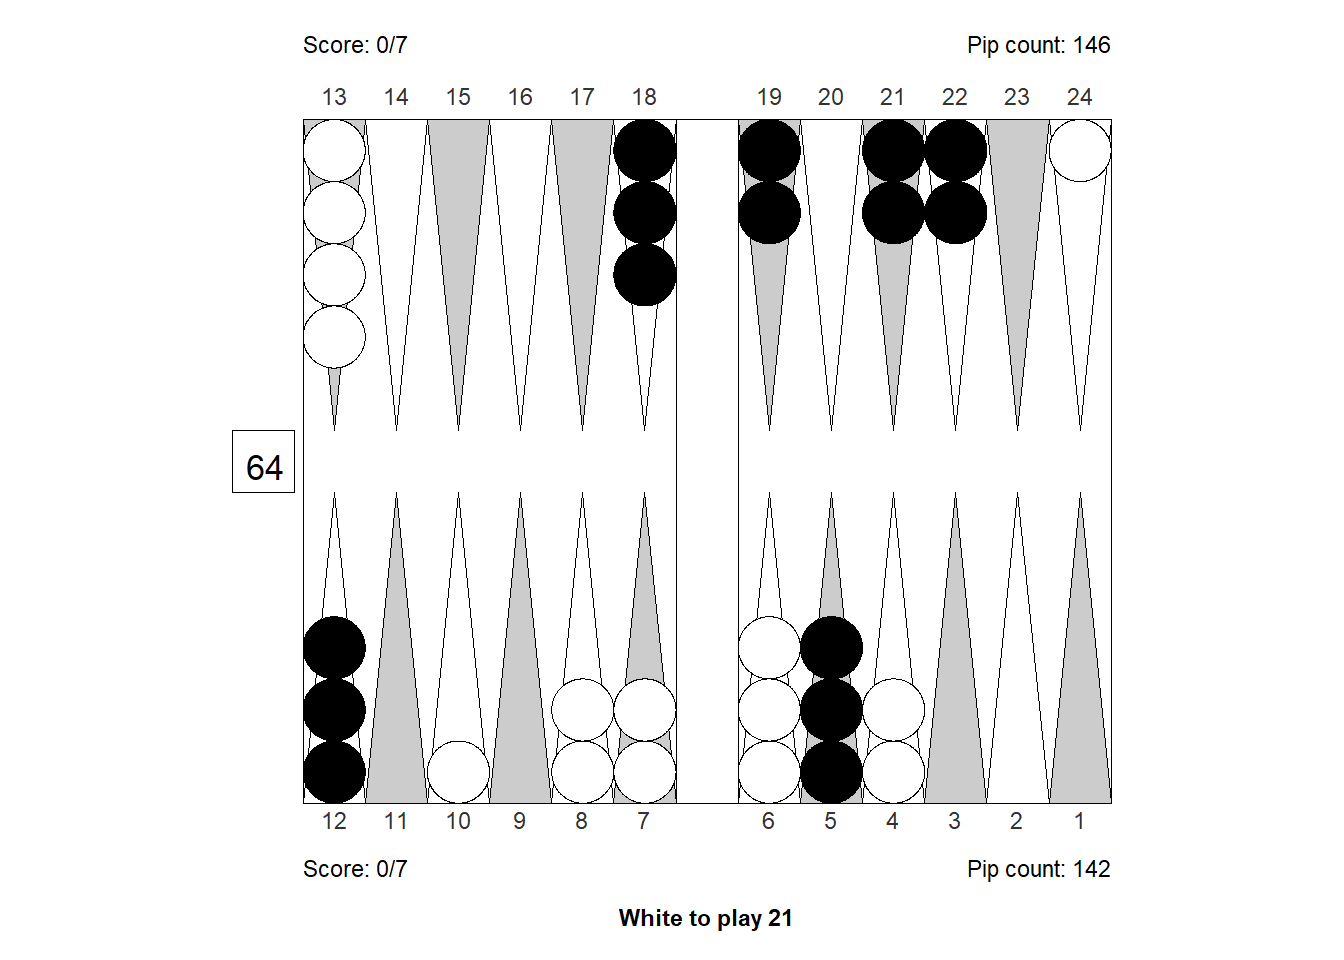 Score: 0/7 Pip count: 146
13 14 15 16 17 18 19 20 21 22 23 24
64
12 11 10 9 8 7 6 5 4 3 2 1
Score: 0/7 Pip count: 142
White to play 21